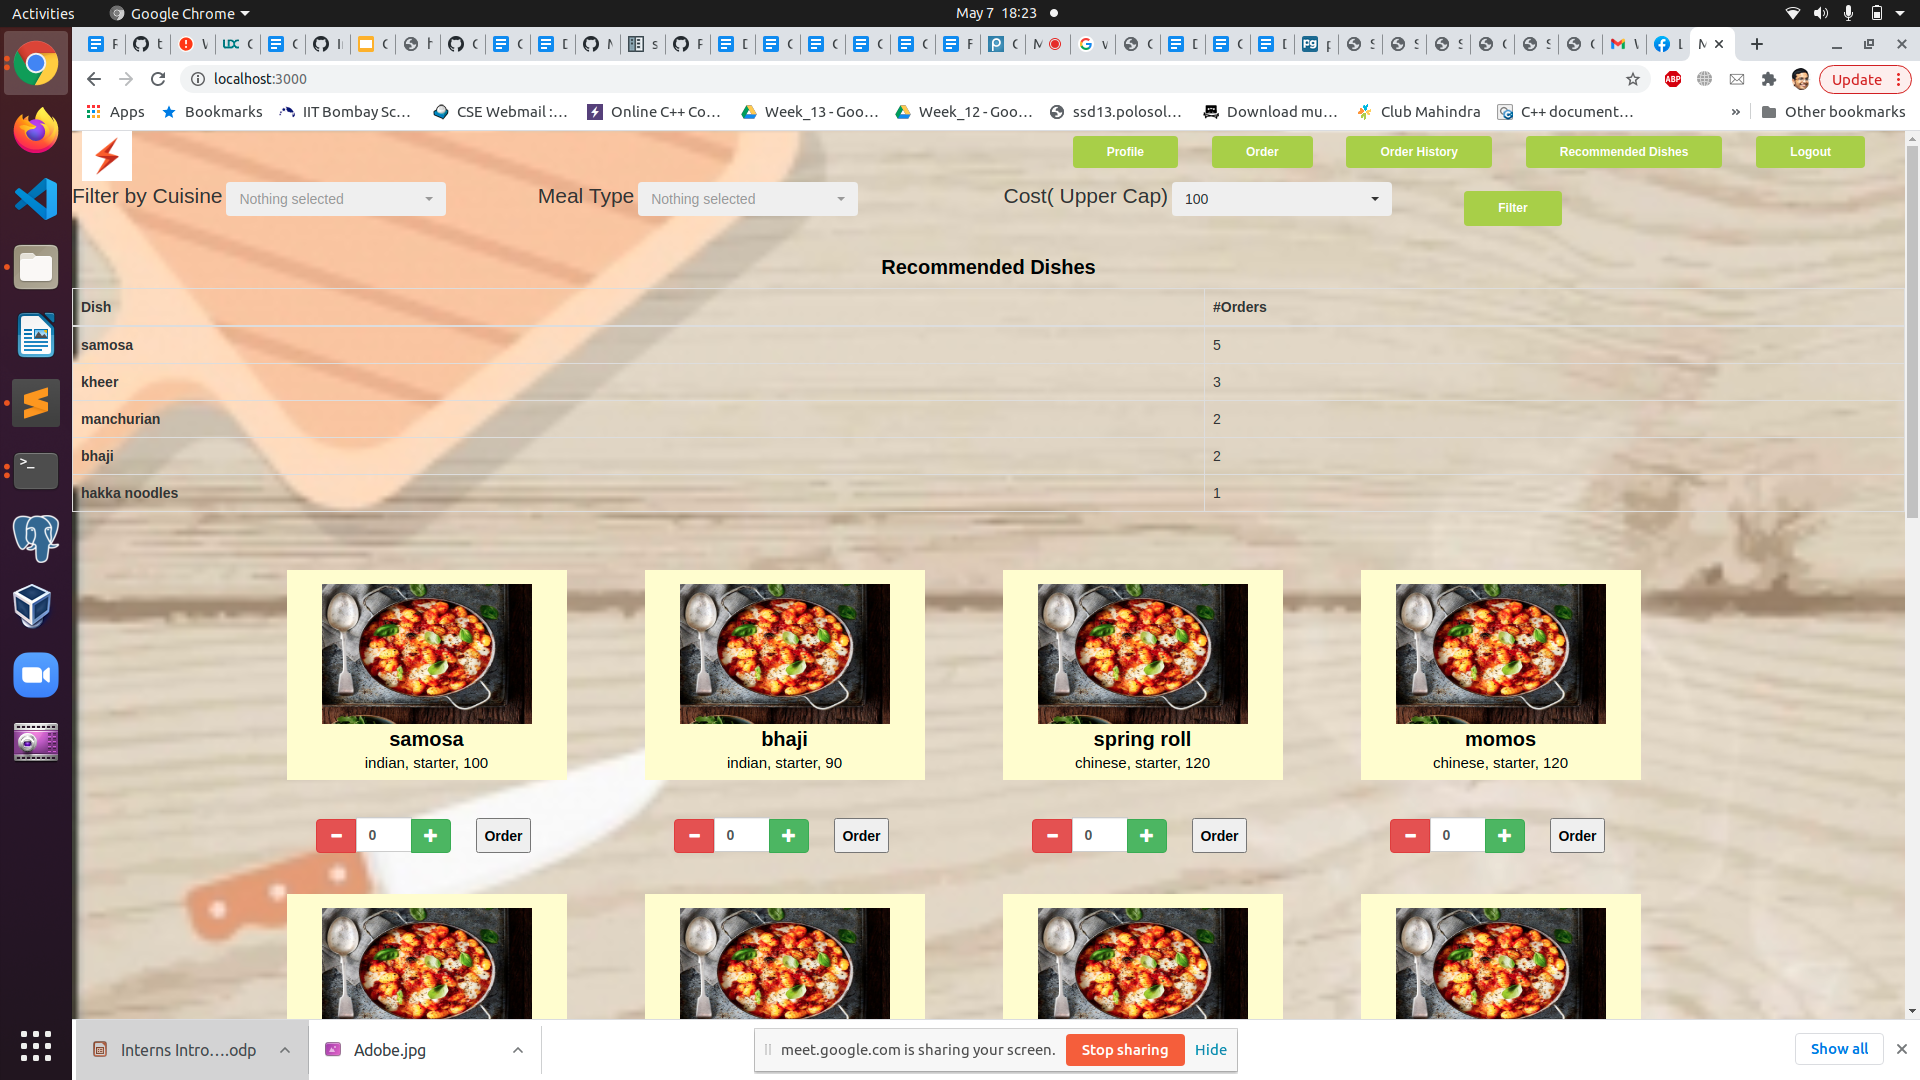 Activities
Google Chrome
May 7 18:23
localhost:3000
ABP
Update
Apps
Bookmarks
IIT Bombay Sc…
CSE Webmail :…
Online C++ Co…
Week_13 - Goo…
Week_12 - Goo…
ssd13.polosol…
Download mu…
Club Mahindra
C++ document…
»
Other bookmarks
Profile
Order
Order History
Recommended Dishes
Logout
Filter by Cuisine
Nothing selected
Meal Type
Nothing selected
Cost( Upper Cap)
100
Filter
Recommended Dishes
Dish #Orders
samosa 5
kheer 3
manchurian 2
bhaji 2
hakka noodles 1
samosa
indian, starter, 100
bhaji
indian, starter, 90
spring roll
chinese, starter, 120
momos
chinese, starter, 120
0
Order
0
Order
0
Order
0
Order
Interns Intro….odp
Adobe.jpg
meet.google.com is sharing your screen.
Stop sharing
Hide
Show all